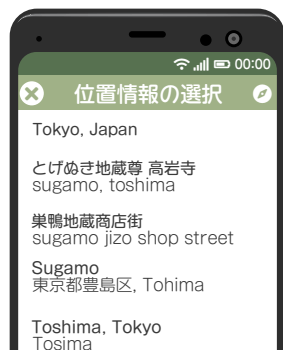 00:00
位置情報の選択
Tokyo, Japan
とげぬき地蔵尊 高岩寺
sugamo, toshima
巣鴨地蔵商店街
sugamo jizo shop street
Sugamo
東京都豊島区, Tohima
Toshima, Tokyo
Tosima